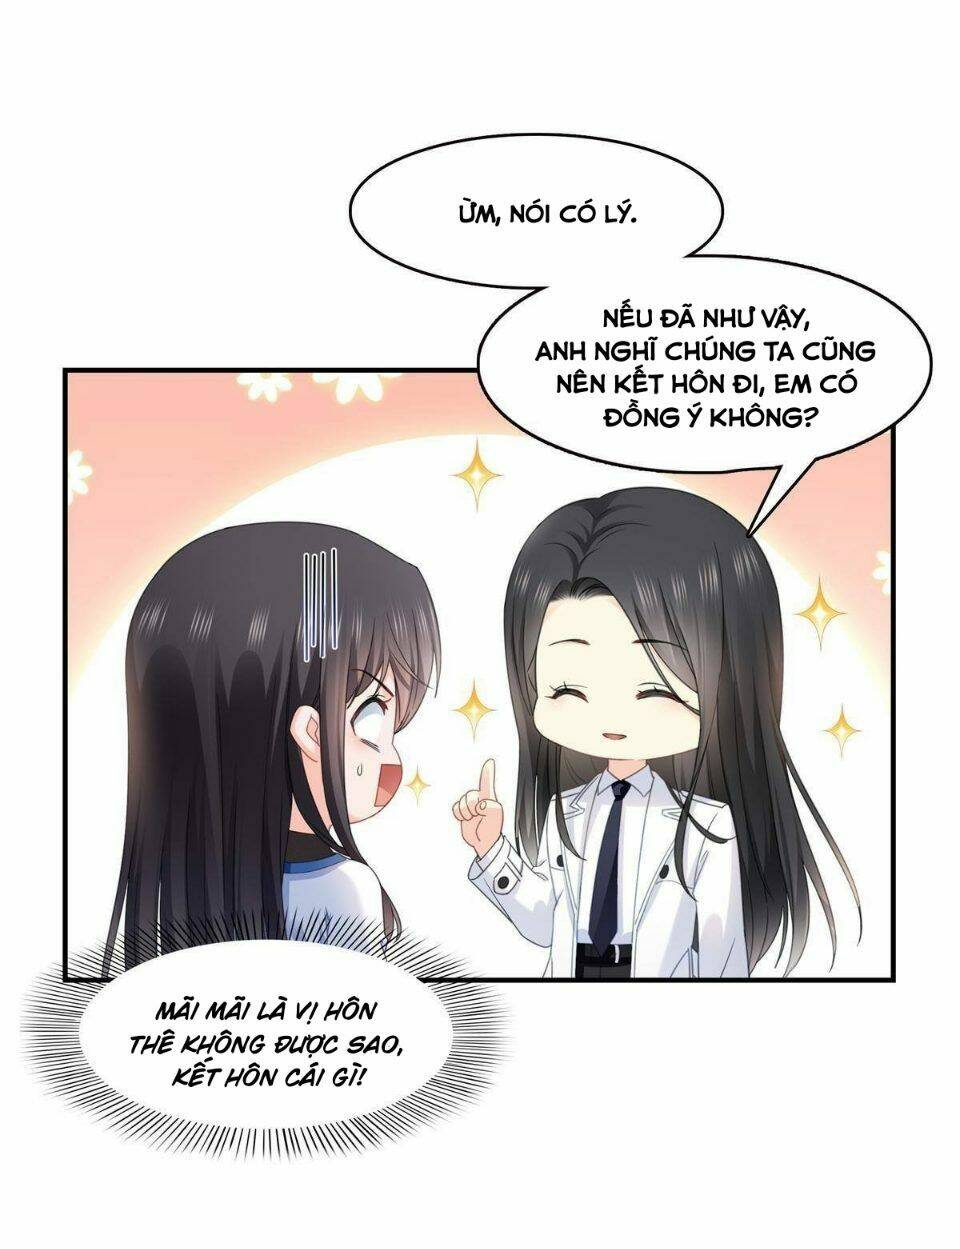 ỪM, NÓI CÓ LÝ.
NẾU ĐÃ NHƯ VẬY,
ANH NGHĨ CHÚNG TA CŨNG
NÊN KẾT HÔN ĐI, EM CÓ
ĐỒNG Ý KHÔNG?
MÃI MÃI LÀ VỊ HÔN
THÊ KHÔNG ĐƯỢC SAO,
KẾT HÔN CÁI GÌ!